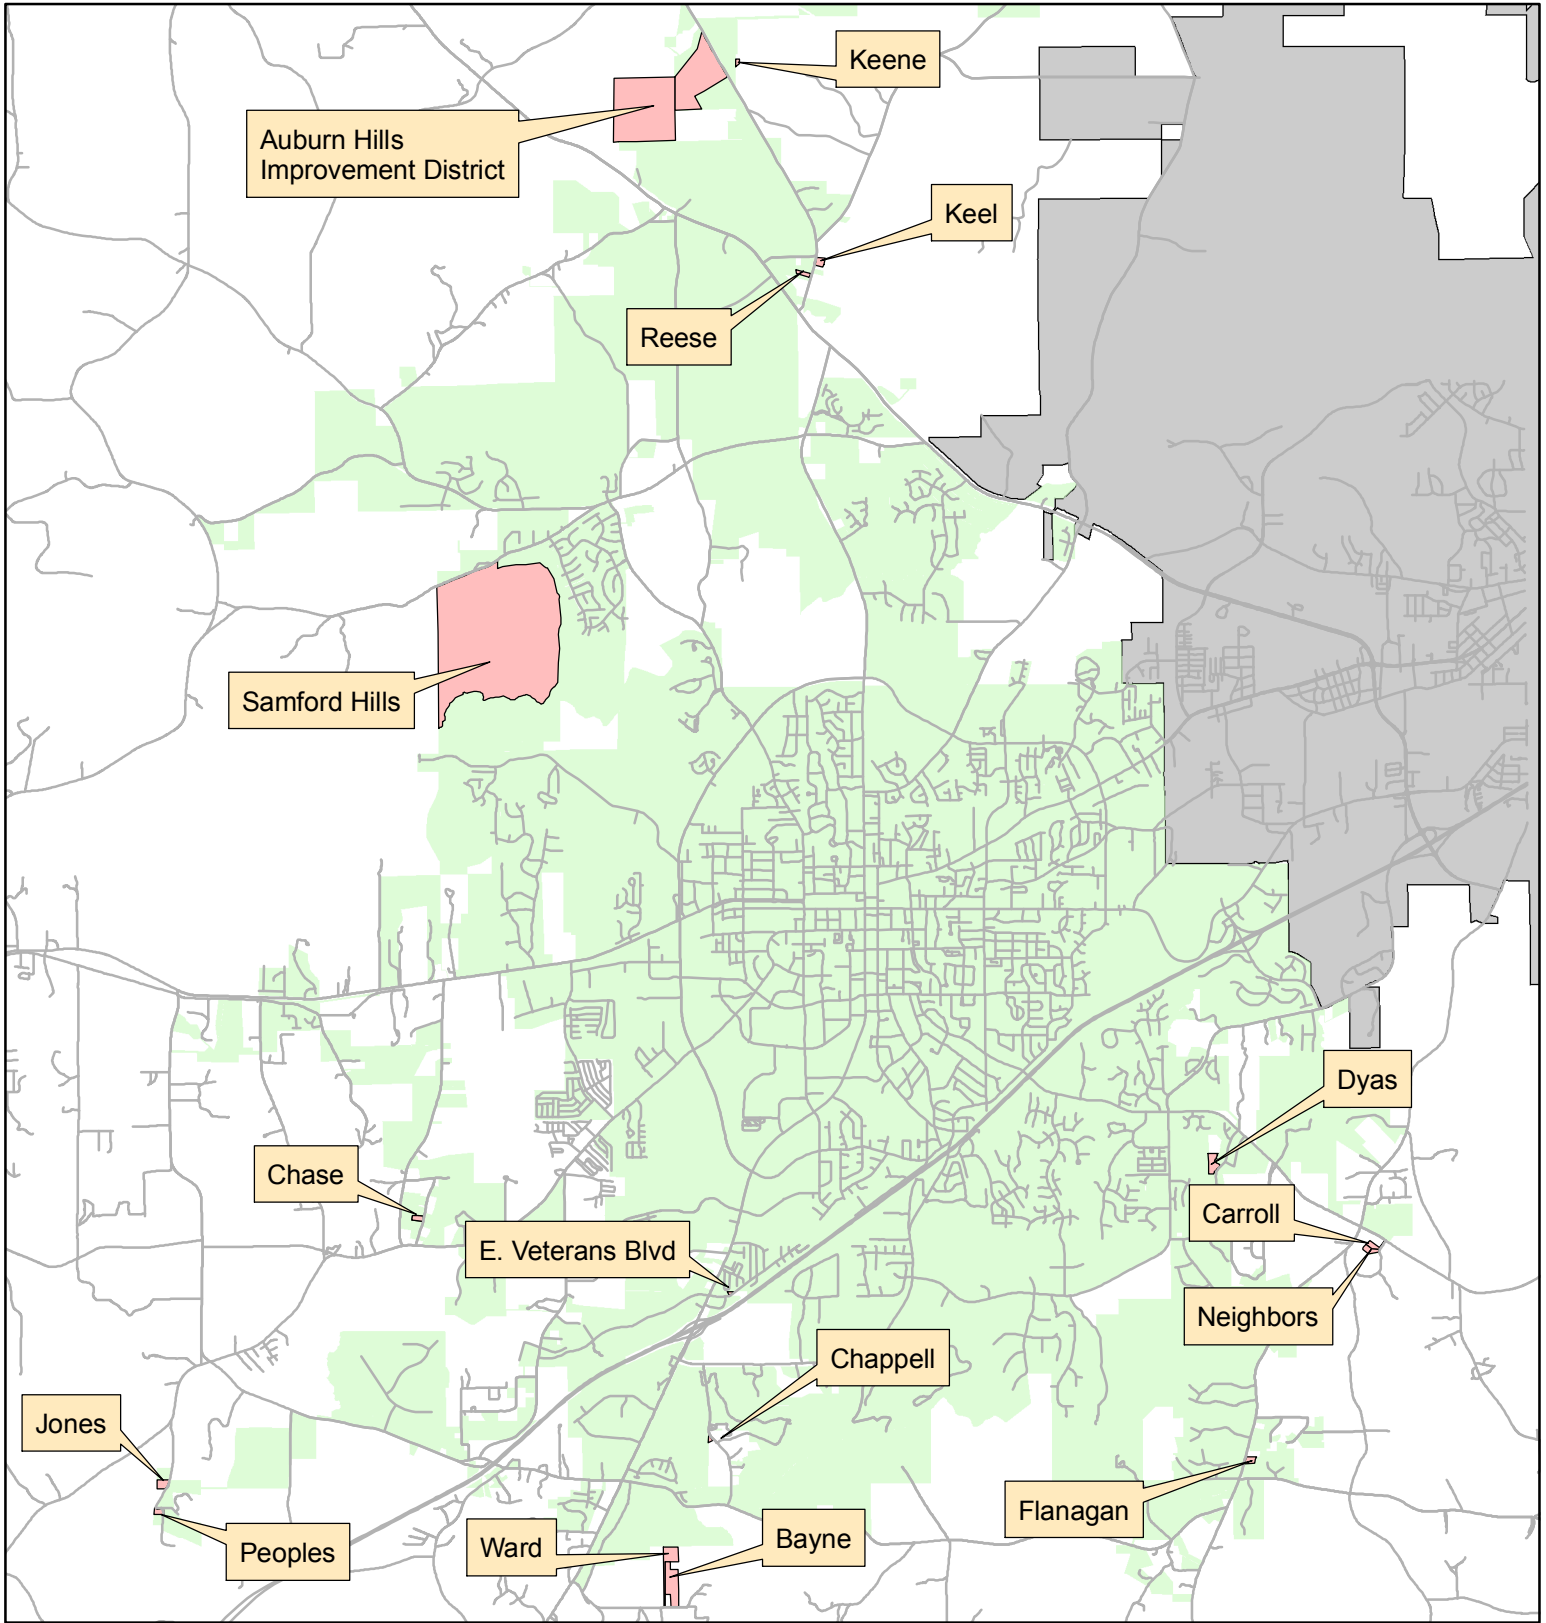 Keene
Auburn Hills
Improvement District
Keel
Reese
Samford Hills
Dyas
Chase
Carroll
E. Veterans Blvd
Neighbors
Chappell
Jones
Flanagan
Ward
Bayne
Peoples